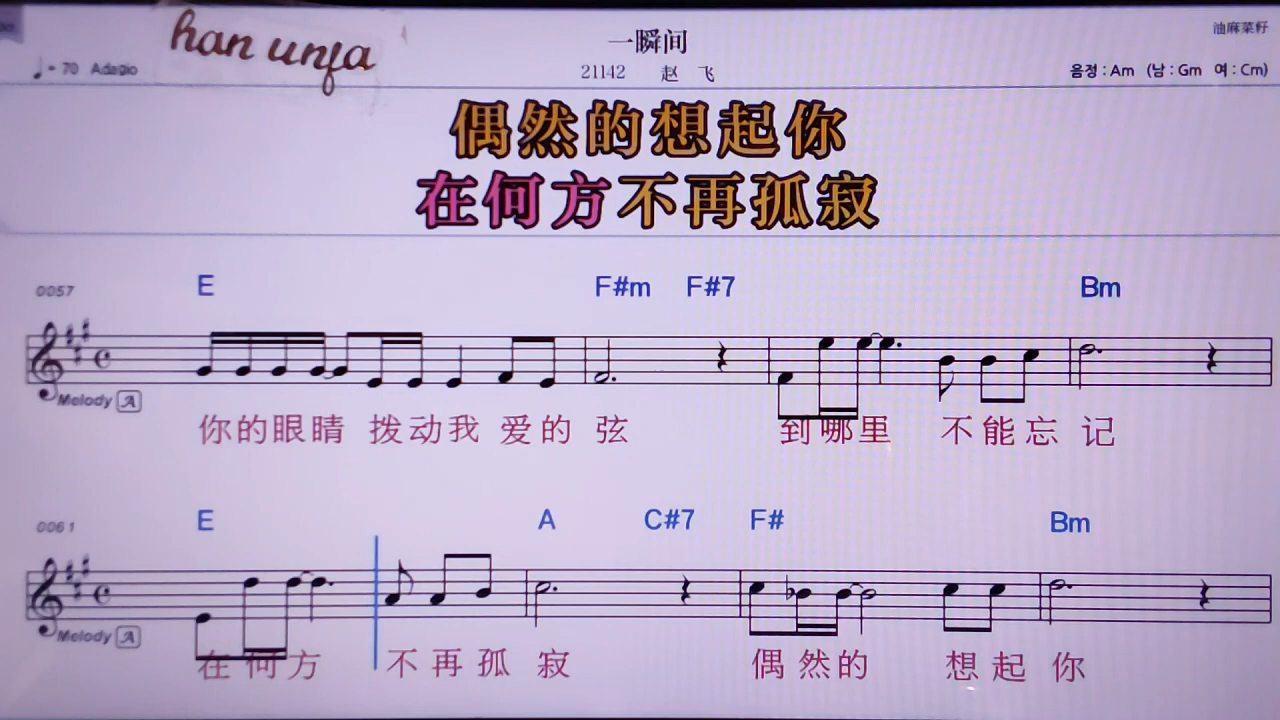 han unja
一瞬间
油麻菜籽
♩= 70 Adagio
21142 赵 飞
음정 : Am (남 : Gm 여 : Cm)
偶然的想起你
在何方不再孤寂
0057
E F#m F#7 Bm
Melody A
你的眼睛 拨动我 爱的 弦 到哪里 不能忘 记
0061
E A C#7 F# Bm
Melody A
在何方 不再孤 寂 偶然的 想起 你